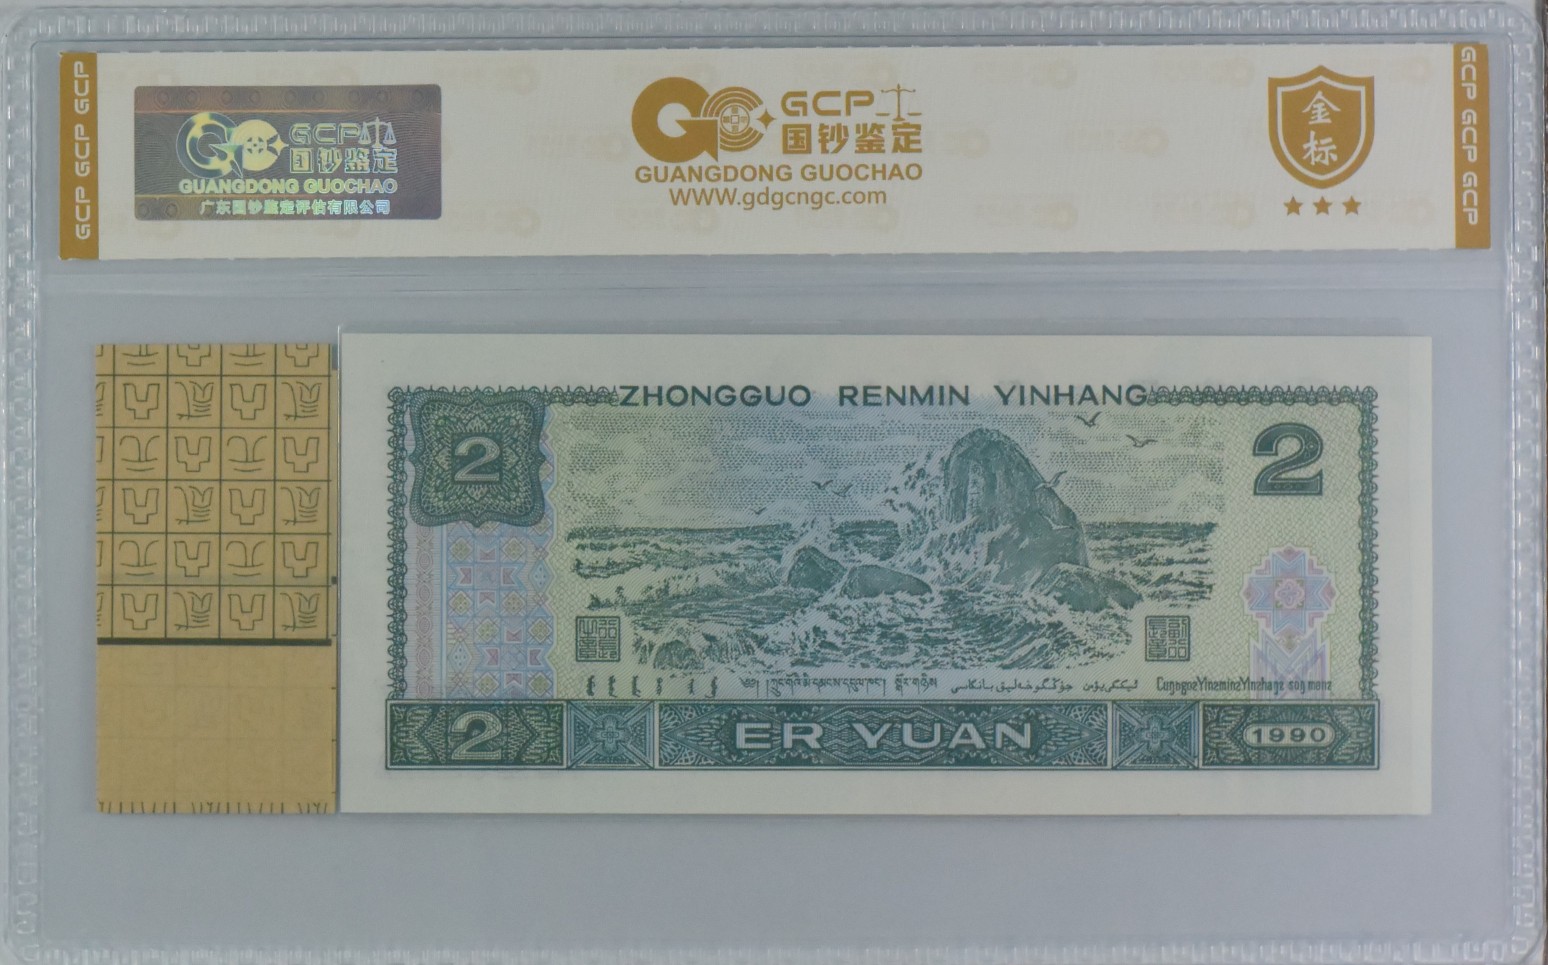 GCP GCP GCP
GCP
国钞鉴定
GUANGDONG GUOCHAO
广东国钞鉴定评估有限公司
GCP
国钞鉴定
GUANGDONG GUOCHAO
WWW.gdgcngc.com
金
标
GCP GCP GCP
ZHONGGUO RENMIN YINHANG
2
2
2
ER YUAN
1990